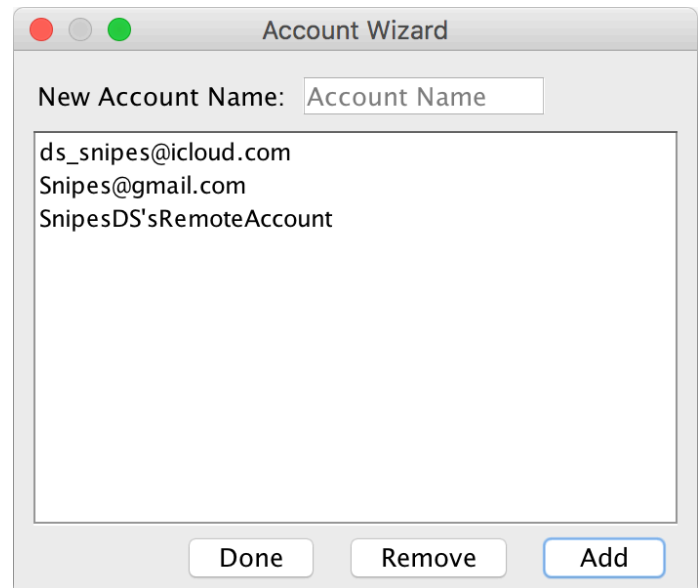 Account Wizard
New Account Name: Account Name
ds_snipes@icloud.com
Snipes@gmail.com
SnipesDS'sRemoteAccount
Done Remove Add